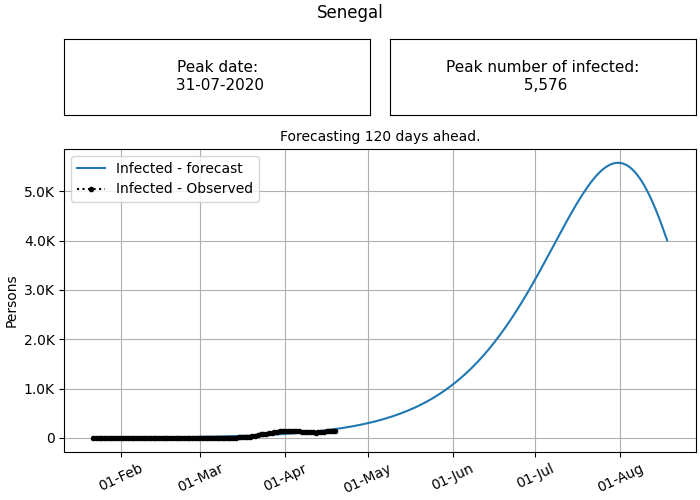 Senegal
Peak date:
31-07-2020
Peak number of infected:
5,576
Forecasting 120 days ahead.
Infected - forecast
Infected - Observed
5.0K
4.0K
3.0K
2.0K
1.0K
0
Persons
01-Feb
01-Mar
01-Apr
01-May
01-Jun
01-Jul
01-Aug